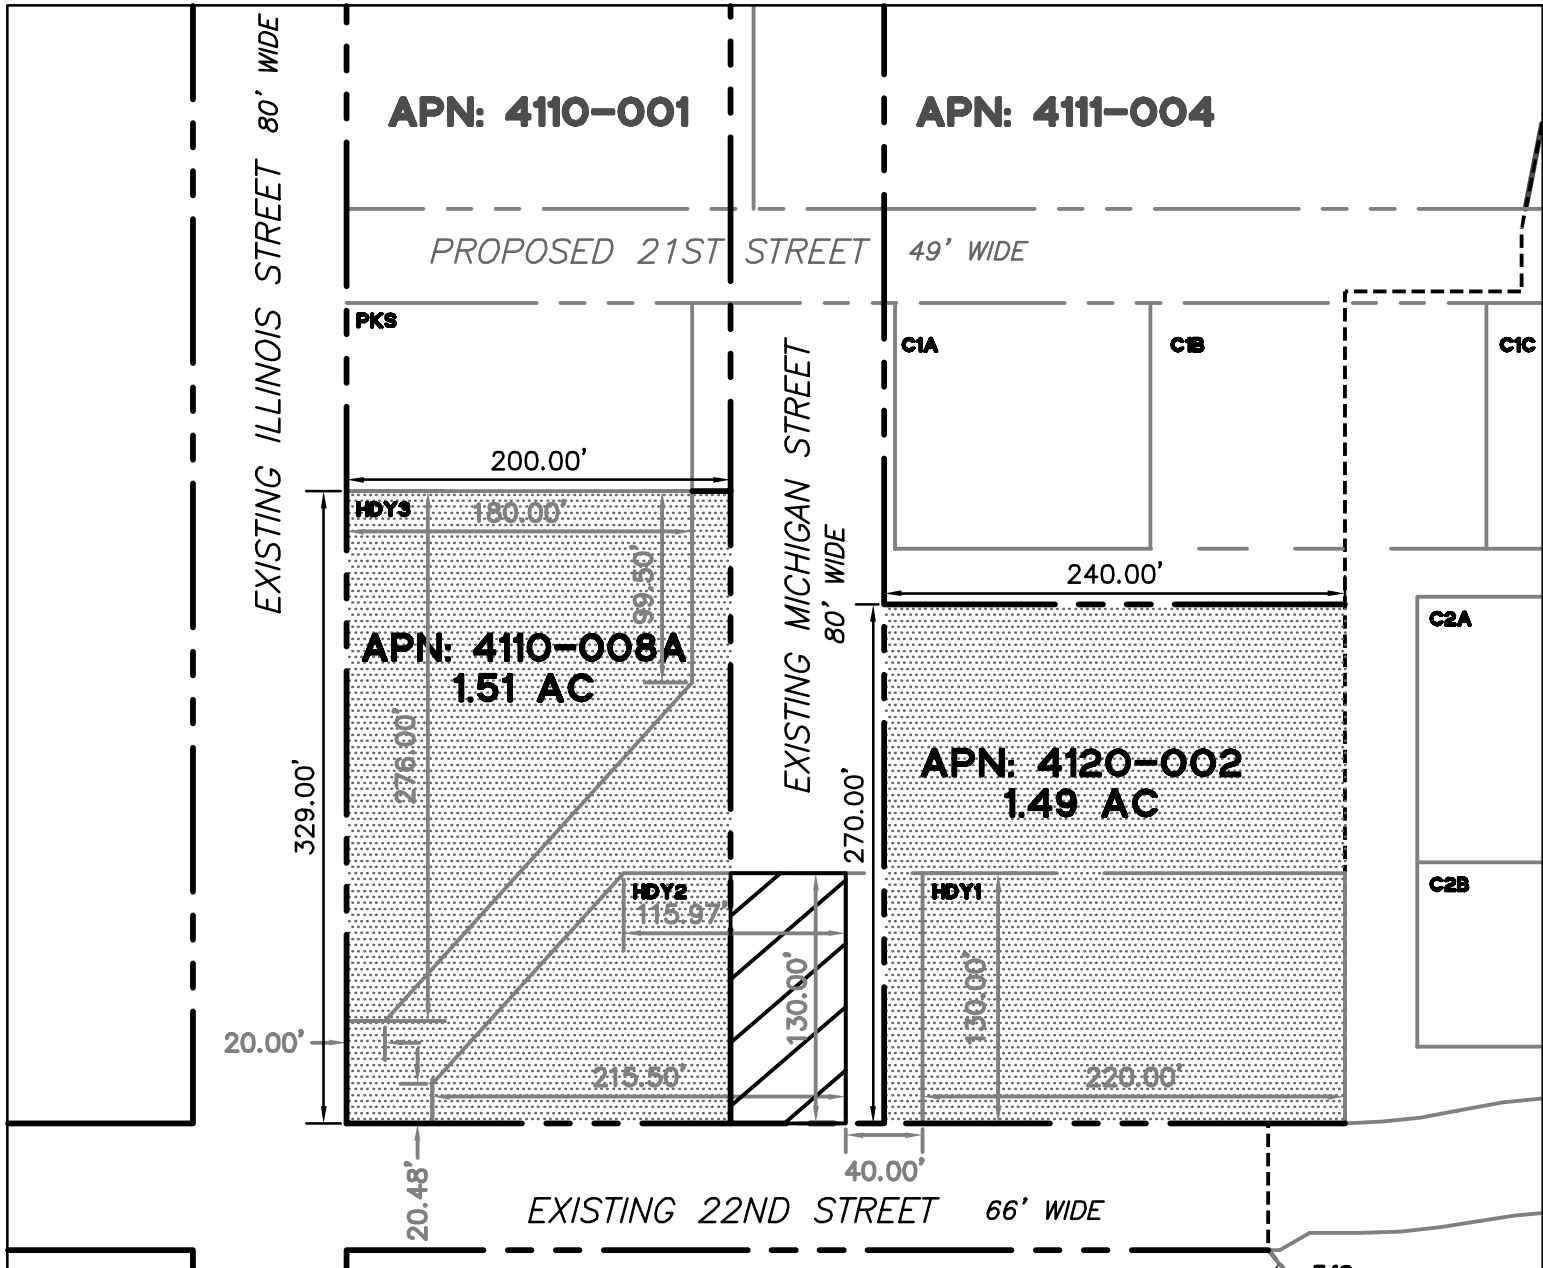 EXISTING ILLINOIS STREET 80' WIDE
APN: 4110-001
APN: 4111-004
PROPOSED 21ST STREET 49' WIDE
PKS
C1A
C1B
C1C
EXISTING MICHIGAN STREET
80' WIDE
200.00'
HDY3
180.00'
99.50'
240.00'
C2A
APN: 4110-008A
1.51 AC
276.00'
329.00'
270.00'
APN: 4120-002
1.49 AC
HDY2
115.97'
HDY1
C2B
130.00'
130.00'
20.00'
215.50'
220.00'
20.48'
40.00'
EXISTING 22ND STREET 66' WIDE